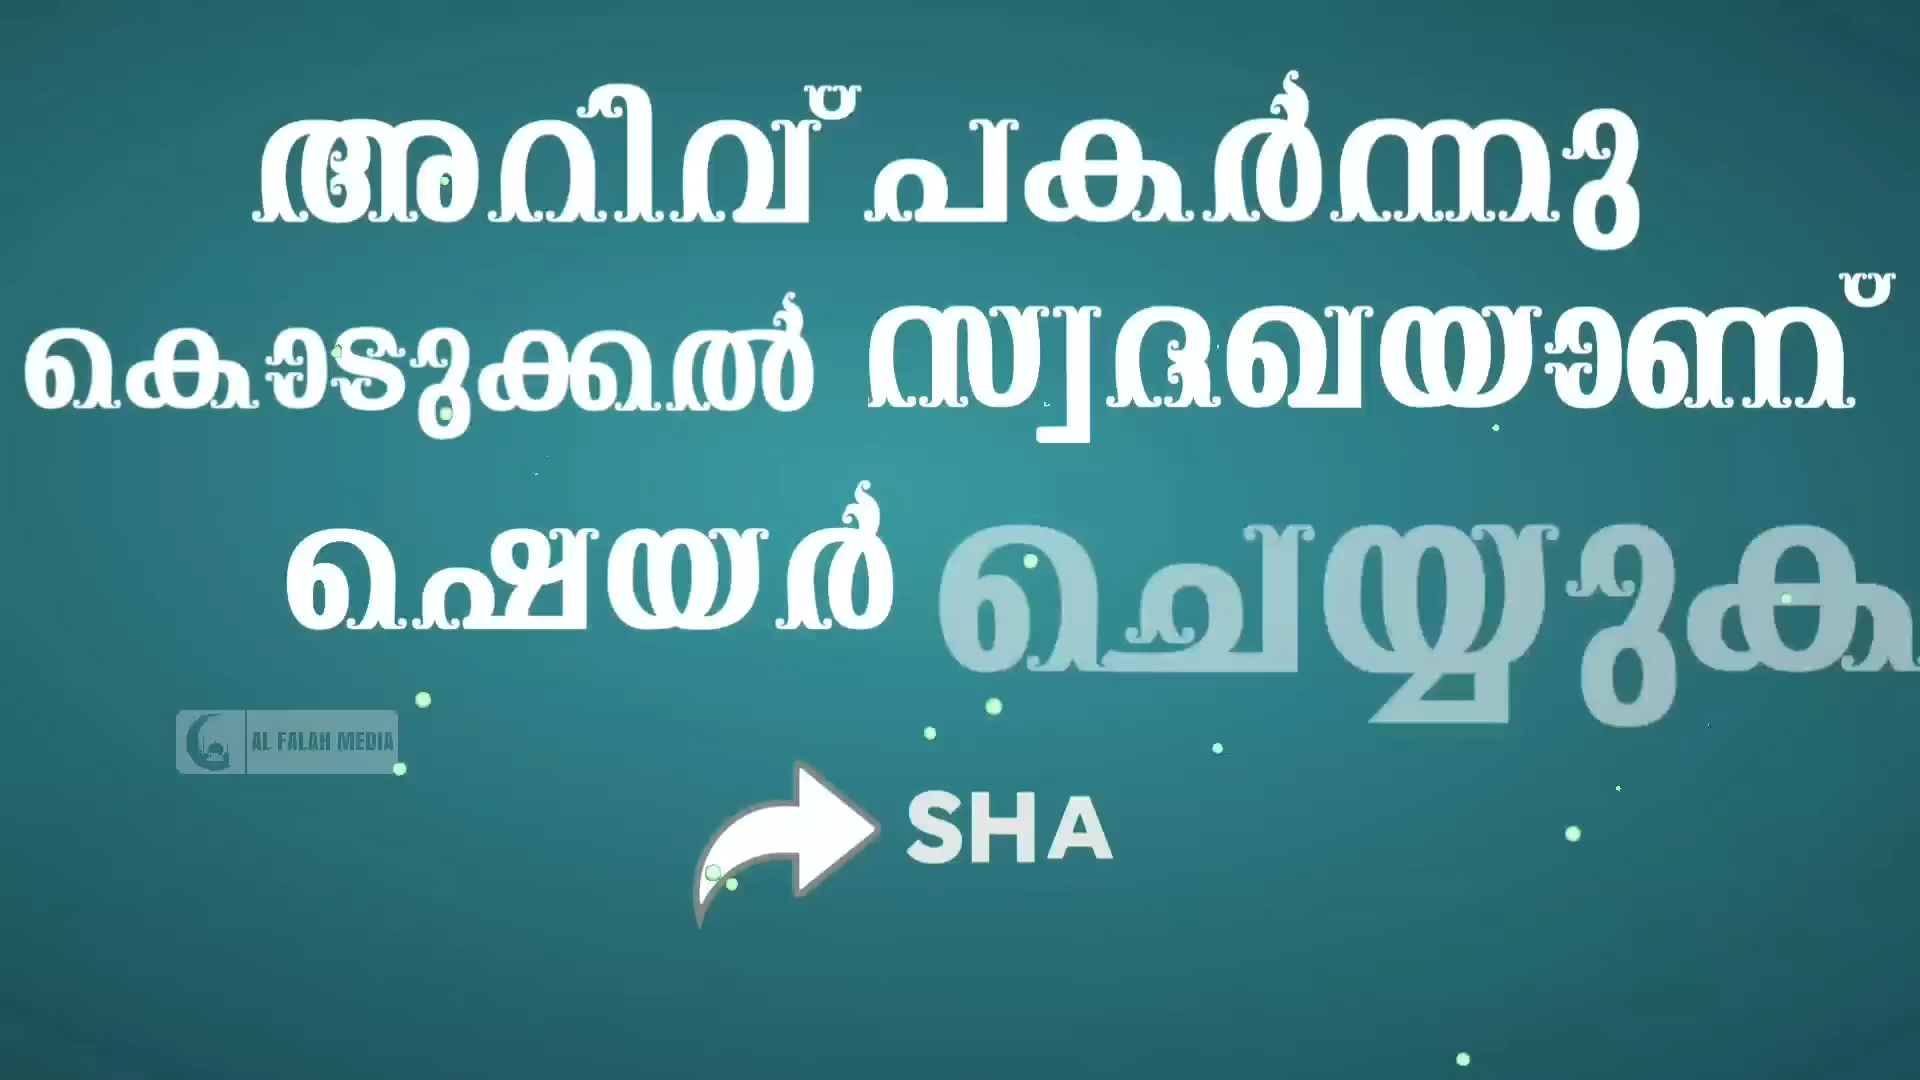 അറിവ് പകർന്നു
കൊടുക്കൽ സ്വദഖയാണ്
ഷെയർ ചെയ്യുക
AL FALAH MEDIA
SHA